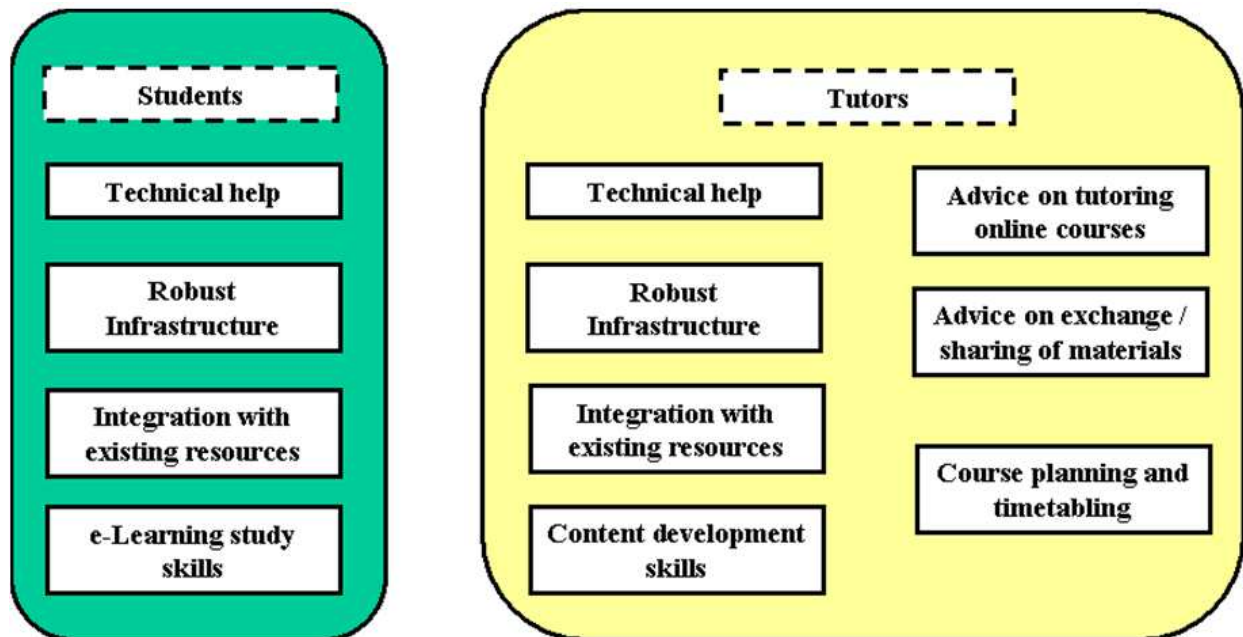 Students
Technical help
Robust
Infrastructure
Integration with
existing resources
e-Learning study
skills
Tutors
Technical help
Robust
Infrastructure
Integration with
existing resources
Content development
skills
Advice on tutoring
online courses
Advice on exchange /
sharing of materials
Course planning and
timetabling